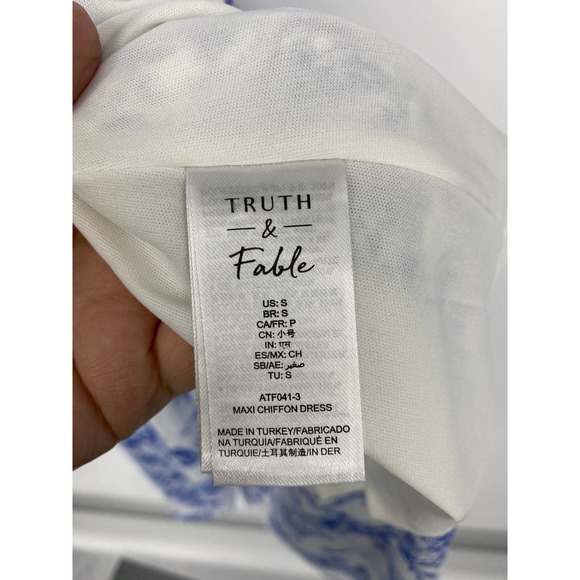 TRUTH
&
Fable
US: S
BR: S
CA/FR: P
CN: 小号
IN: एस
ES/MX: CH
SB/AE: صغير
TU: S
ATF041-3
MAXI CHIFFON DRESS
MADE IN TURKEY/FABRICADO
NA TURQUIA/FABRIQUÉ EN
TURQUIE/土耳其制造/IN DER